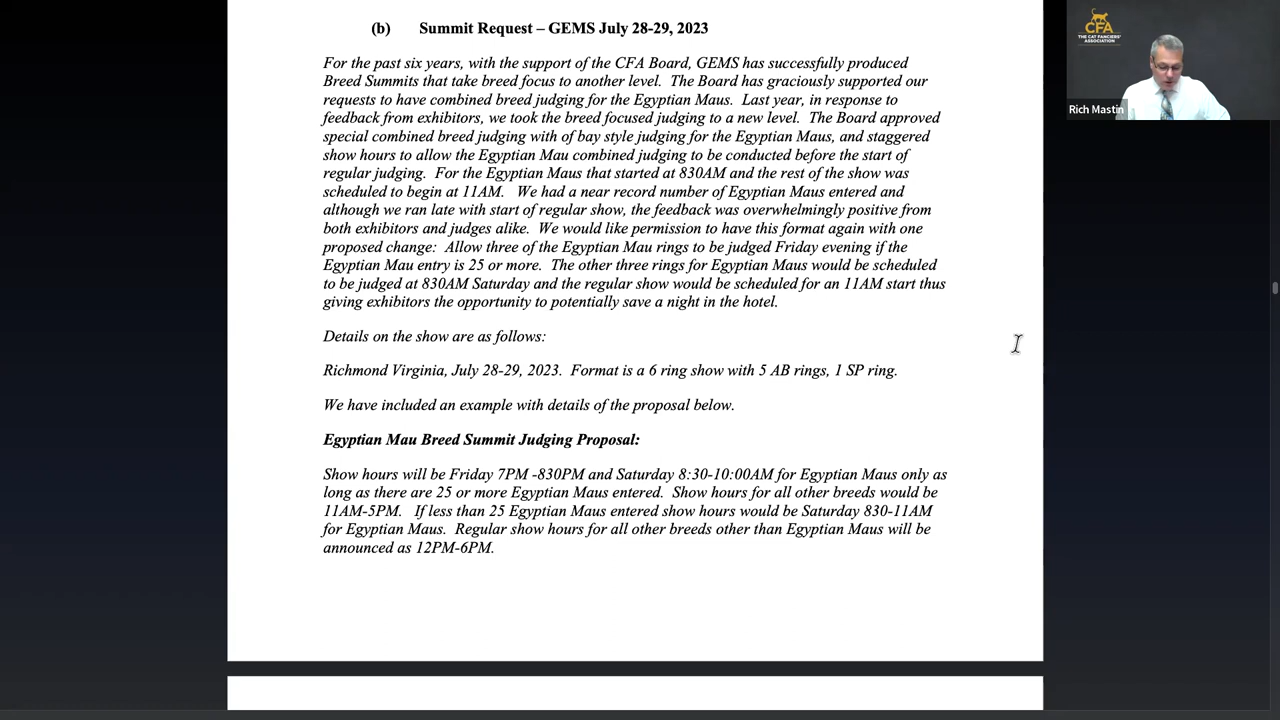 (b) Summit Request – GEMS July 28-29, 2023
For the past six years, with the support of the CFA Board, GEMS has successfully produced
Breed Summits that take breed focus to another level. The Board has graciously supported our
requests to have combined breed judging for the Egyptian Maus. Last year, in response to
feedback from exhibitors, we took the breed focused judging to a new level. The Board approved
special combined breed judging with of bay style judging for the Egyptian Maus, and staggered
show hours to allow the Egyptian Mau combined judging to be conducted before the start of
regular judging. For the Egyptian Maus that started at 830AM and the rest of the show was
scheduled to begin at 11AM. We had a near record number of Egyptian Maus entered and
although we ran late with start of regular show, the feedback was overwhelmingly positive from
both exhibitors and judges alike. We would like permission to have this format again with one
proposed change: Allow three of the Egyptian Mau rings to be judged Friday evening if the
Egyptian Mau entry is 25 or more. The other three rings for Egyptian Maus would be scheduled
to be judged at 830AM Saturday and the regular show would be scheduled for an 11AM start thus
giving exhibitors the opportunity to potentially save a night in the hotel.
Details on the show are as follows:
Richmond Virginia, July 28-29, 2023. Format is a 6 ring show with 5 AB rings, 1 SP ring.
We have included an example with details of the proposal below.
Egyptian Mau Breed Summit Judging Proposal:
Show hours will be Friday 7PM -830PM and Saturday 8:30-10:00AM for Egyptian Maus only as
long as there are 25 or more Egyptian Maus entered. Show hours for all other breeds would be
11AM-5PM. If less than 25 Egyptian Maus entered show hours would be Saturday 830-11AM
for Egyptian Maus. Regular show hours for all other breeds other than Egyptian Maus will be
announced as 12PM-6PM.
CFA
THE CAT FANCIERS'
ASSOCIATION
Rich Mastin